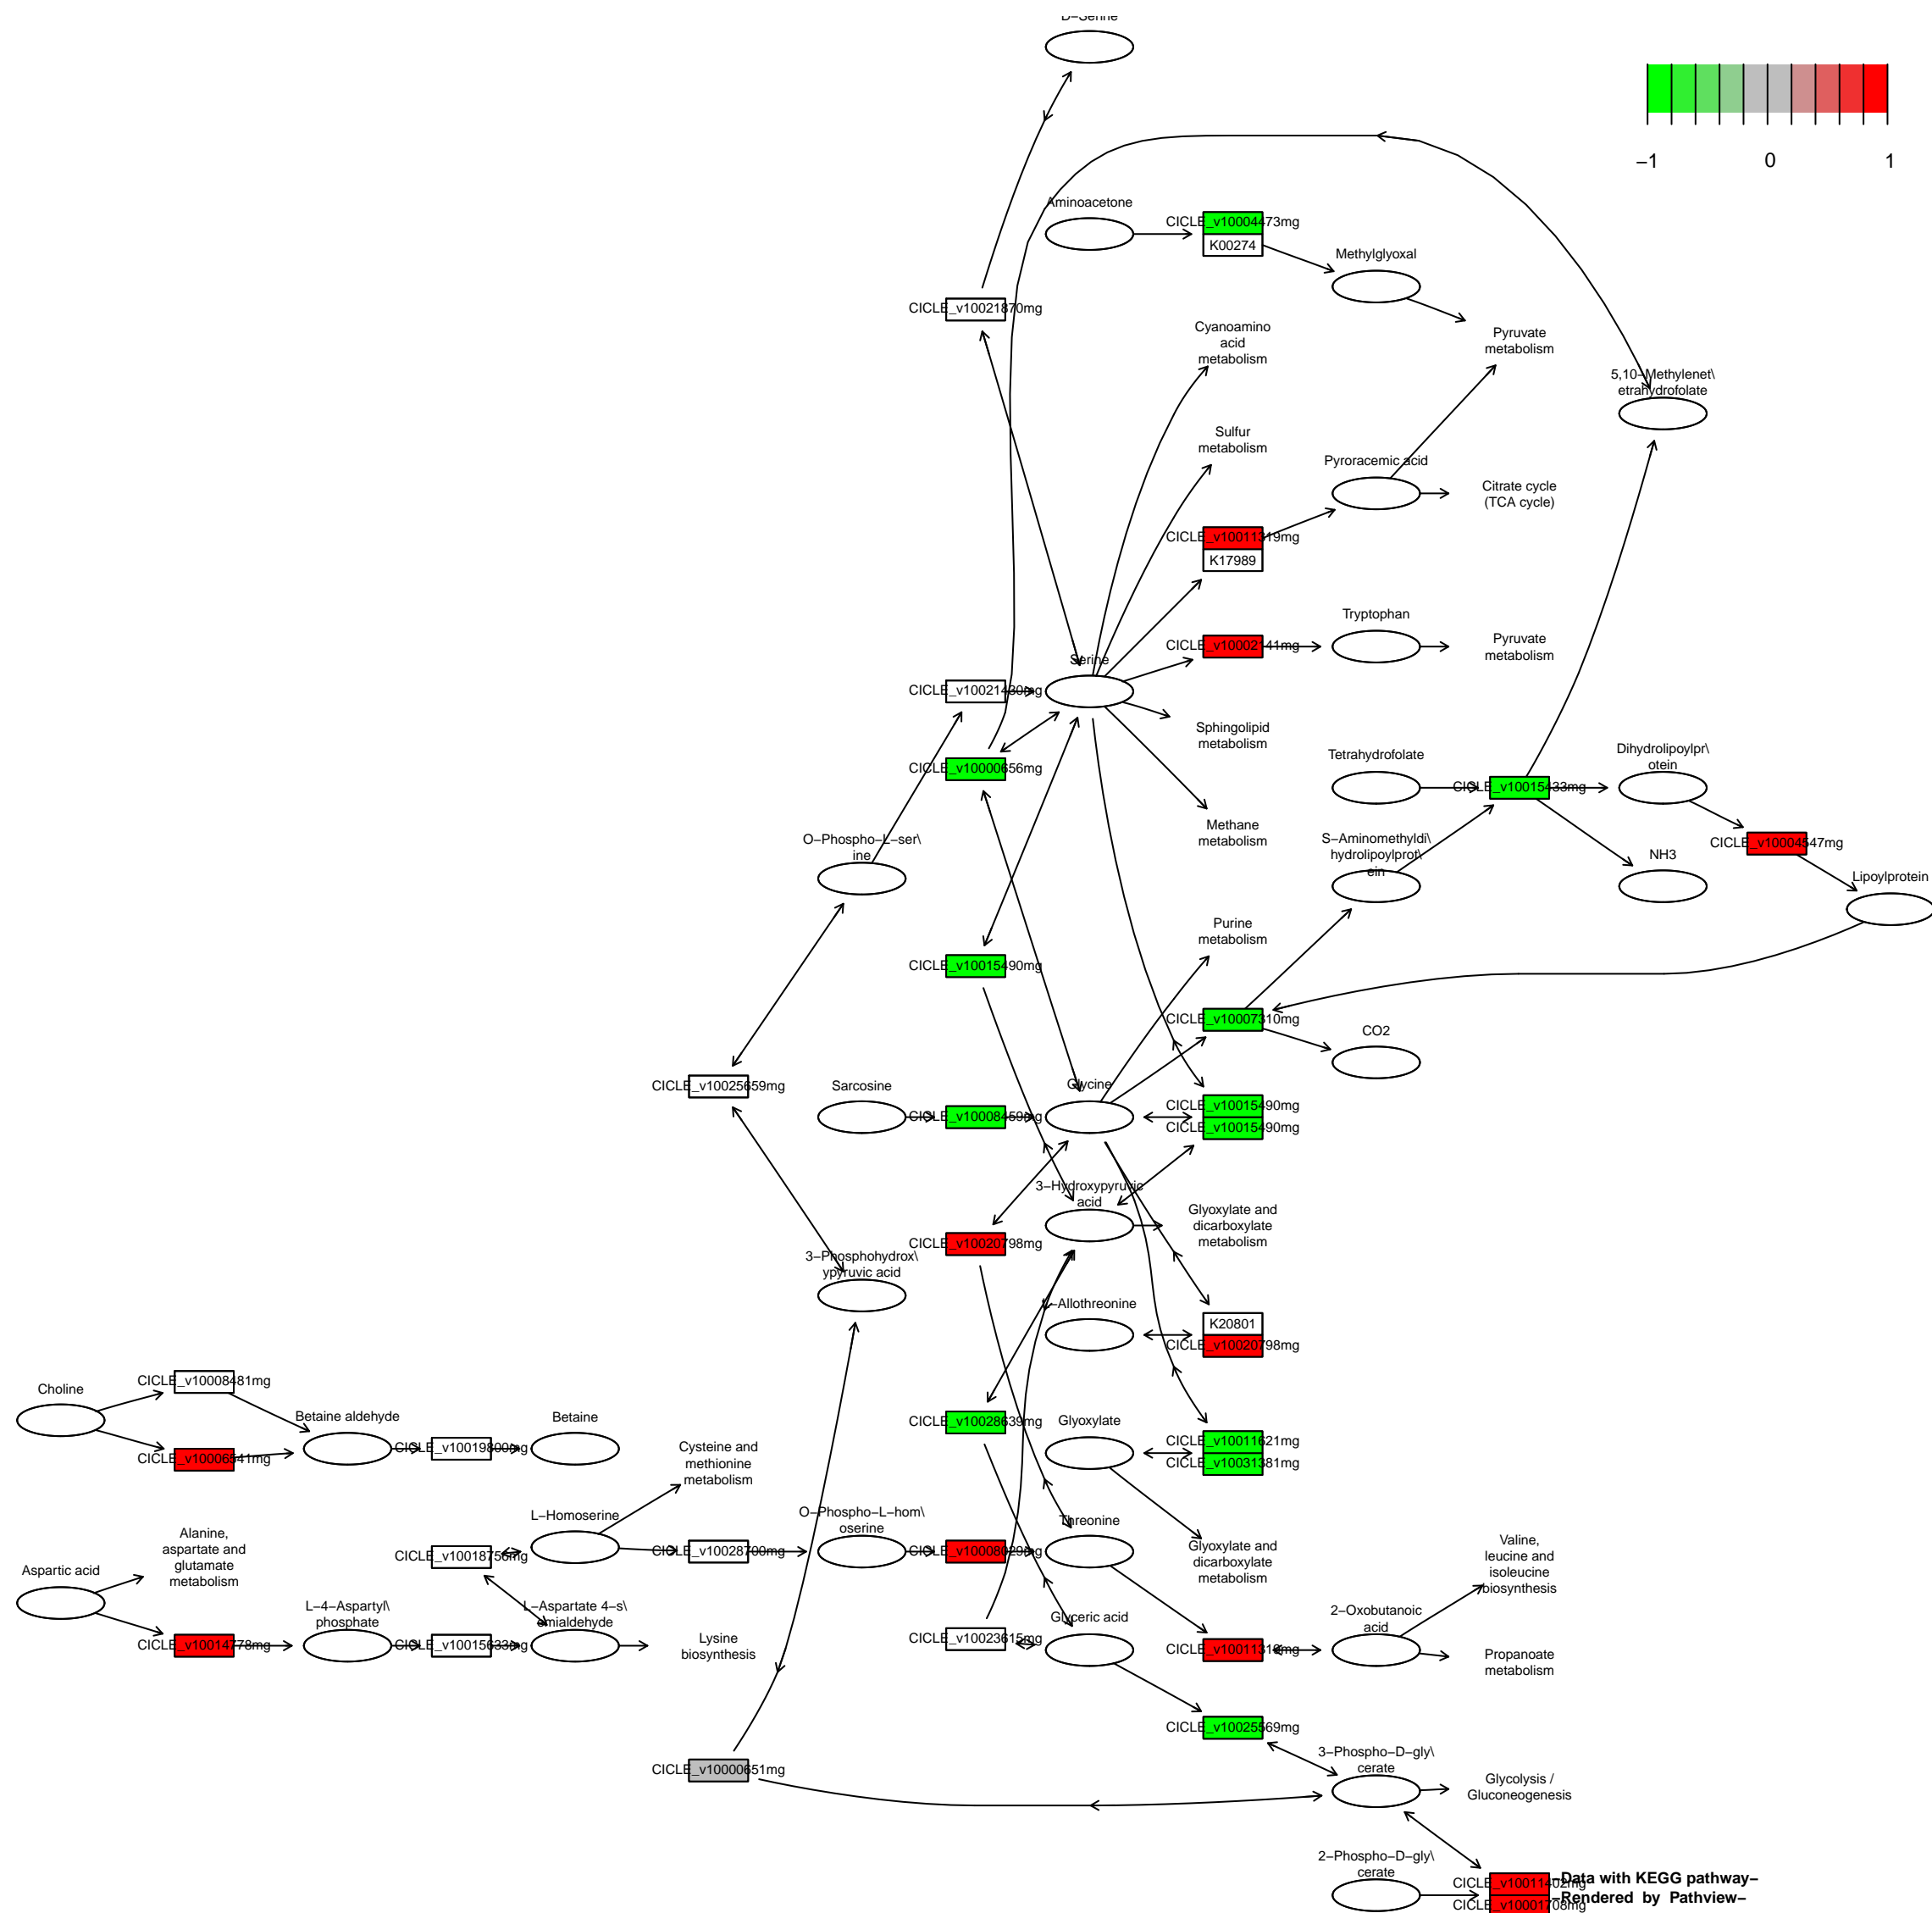 D−Serine
−1
0
1
Aminoacetone
CICLE_v10004473mg
K00274
Methylglyoxal
CICLE_v10021870mg
Cyanoamino
acid
metabolism
Pyruvate
metabolism
5,10−Methylenet\
etrahydrofolate
Sulfur
metabolism
Pyroracemic acid
Citrate cycle
(TCA cycle)
CICLE_v10011319mg
K17989
Tryptophan
CICLE_v10002141mg
Pyruvate
metabolism
Serine
CICLE_v10021430mg
Sphingolipid
metabolism
CICLE_v10000656mg
Tetrahydrofolate
CICLE_v10015433mg
Dihydrolipoylpr\
otein
Methane
metabolism
O−Phospho−L−ser\
ine
S−Aminomethyldi\
hydrolipoylprot\
ein
NH3
CICLE_v10004547mg
Lipoylprotein
Purine
metabolism
CICLE_v10015490mg
CICLE_v10007310mg
CO2
CICLE_v10025659mg
Sarcosine
CICLE_v10008459mg
Glycine
CICLE_v10015490mg
CICLE_v10015490mg
3−Hydroxypyruvic
acid
Glyoxylate and
dicarboxylate
metabolism
CICLE_v10020798mg
3−Phosphohydrox\
ypyruvic acid
L−Allothreonine
K20801
CICLE_v10020798mg
Choline
CICLE_v10008481mg
CICLE_v10006541mg
Betaine aldehyde
CICLE_v10019800mg
Betaine
CICLE_v10028639mg
Glyoxylate
CICLE_v10011621mg
CICLE_v10031381mg
Cysteine and
methionine
metabolism
L−Homoserine
CICLE_v10018756mg
CICLE_v10028700mg
O−Phospho−L−hom\
oserine
CICLE_v10008029mg
Threonine
Glyoxylate and
dicarboxylate
metabolism
Valine,
leucine and
isoleucine
biosynthesis
Alanine,
aspartate and
glutamate
metabolism
Aspartic acid
CICLE_v10014778mg
L−4−Aspartyl\
phosphate
CICLE_v10015633mg
L−Aspartate 4−s\
emialdehyde
Lysine
biosynthesis
CICLE_v10023615mg
Glyceric acid
2−Oxobutanoic
acid
Propanoate
metabolism
CICLE_v10025569mg
CICLE_v10000651mg
3−Phospho−D−gly\
cerate
Glycolysis /
Gluconeogenesis
2−Phospho−D−gly\
cerate
CICLE_v10011402mg
CICLE_v10001708mg
−Data with KEGG pathway−
−Rendered by Pathview−